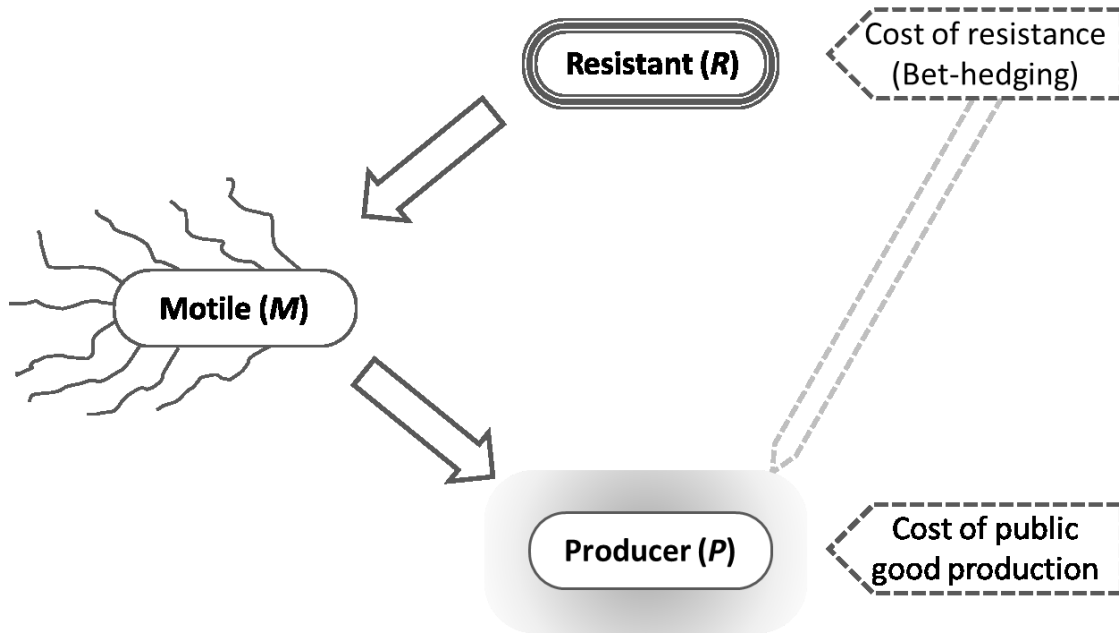 Resistant (R)
Cost of resistance
(Bet-hedging)
Motile (M)
Producer (P)
Cost of public
good production